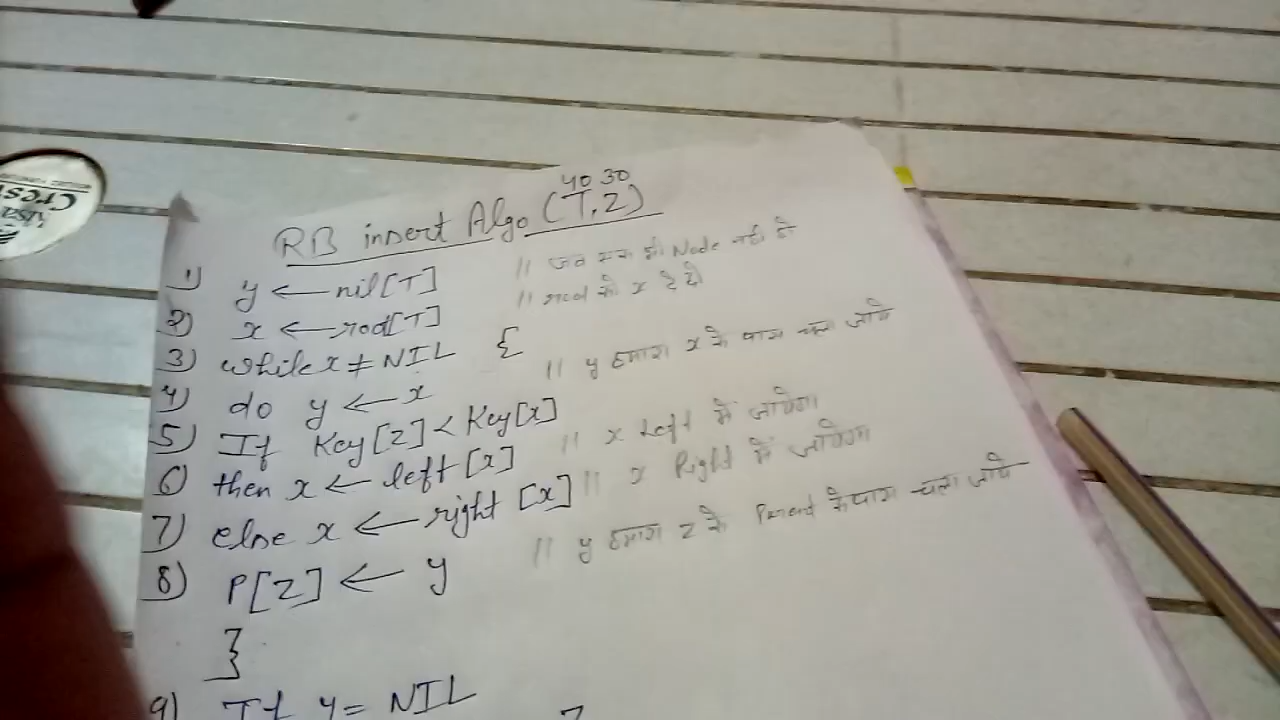 40 30
RB insert Algo (T,Z)
1) y ← nil[T] // जब तक की Node नही हो
2) x ← root[T] // root को x दे दो
3) while x ≠ NIL {
4) do y ← x // y हमारा x के पास चला जाये
5) If Key[Z] < Key[x]
6) then x ← left [x] // x Left में जायेगा
7) else x ← right [x] // x Right में जायेगा
8) P[Z] ← y // y हमारा z के Parent के पास चला जाये
}
9) If y = NIL
Cres